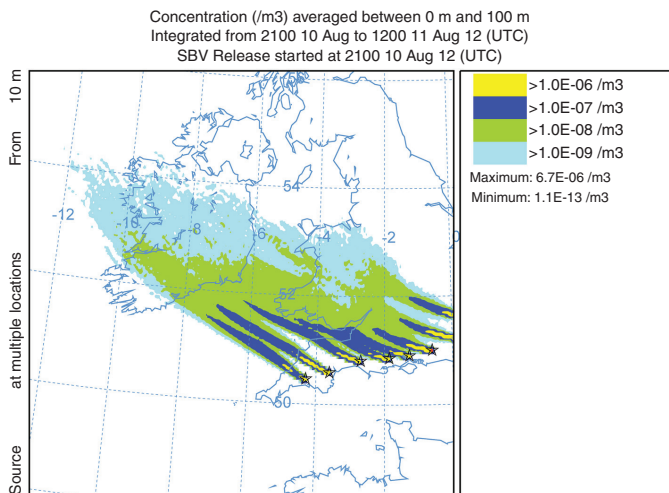 Concentration (/m3) averaged between 0 m and 100 m
Integrated from 2100 10 Aug to 1200 11 Aug 12 (UTC)
SBV Release started at 2100 10 Aug 12 (UTC)
Source at multiple locations From 10 m
>1.0E-06 /m3
>1.0E-07 /m3
>1.0E-08 /m3
>1.0E-09 /m3
Maximum: 6.7E-06 /m3
Minimum: 1.1E-13 /m3
54
-12 -10 -8 -6 -4 -2 0
52
50